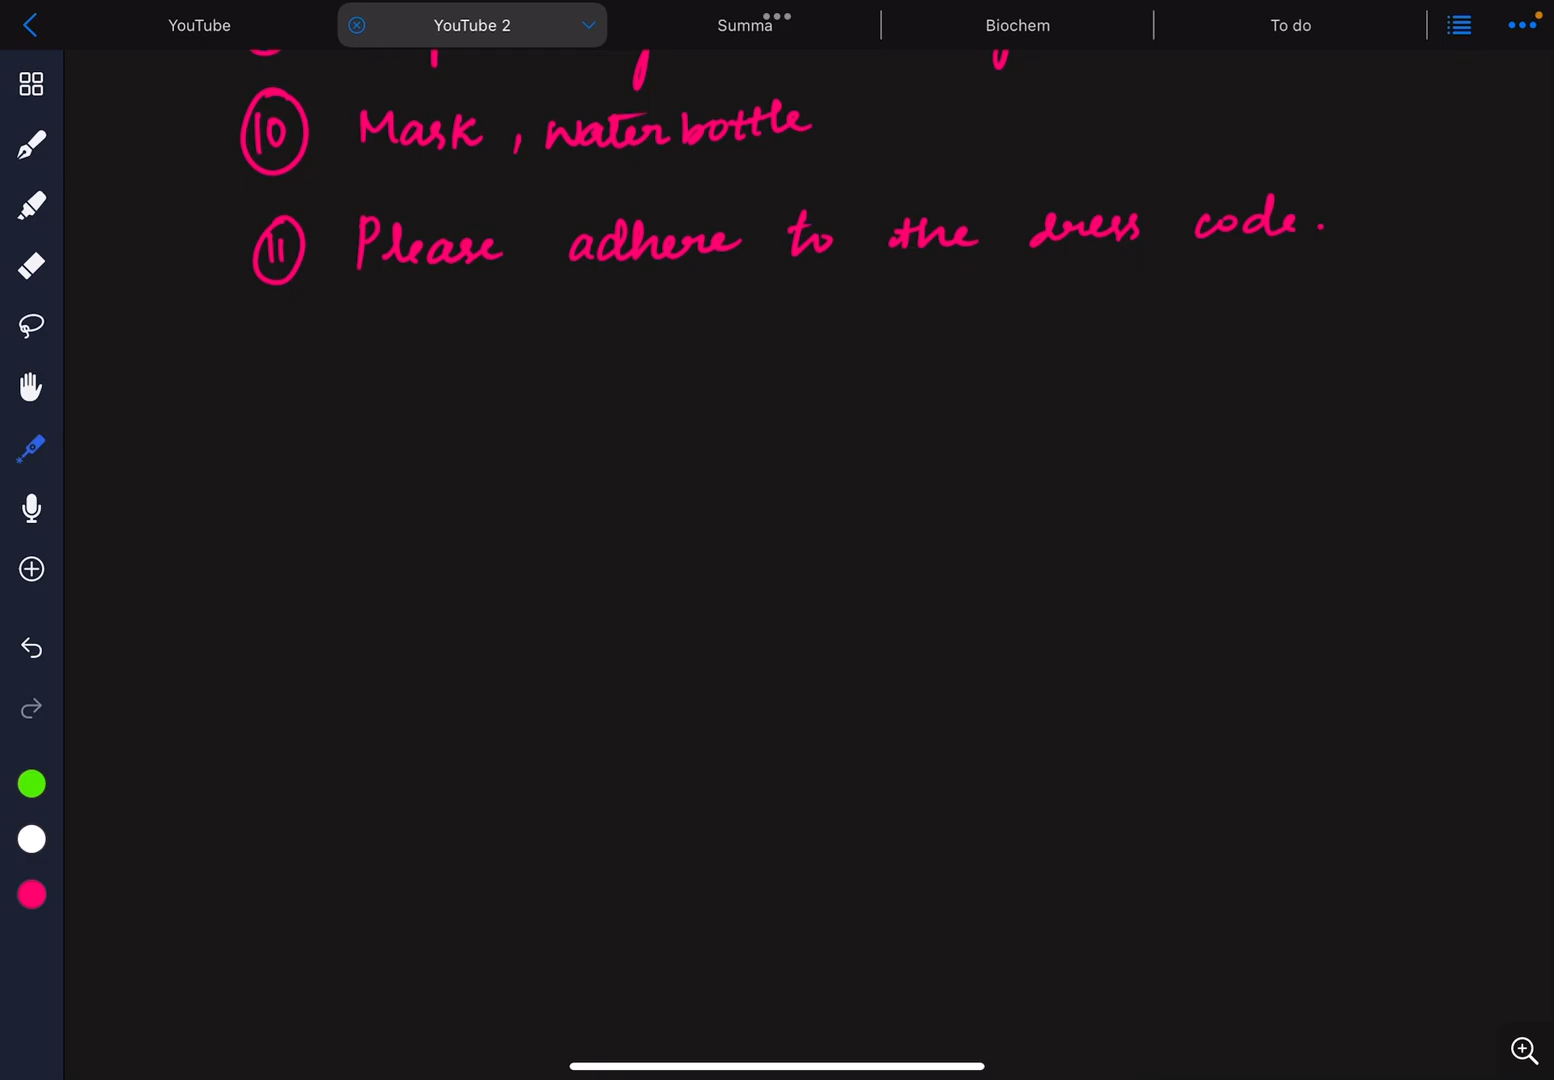 YouTube YouTube 2 Summa Biochem To do
10 Mask, water bottle
11 Please adhere to the dress code.